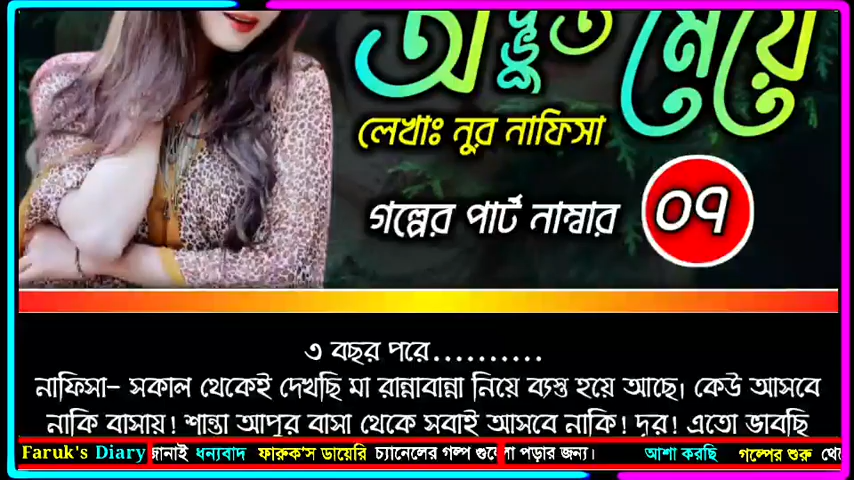 অদ্ভুত মেয়ে
লেখাঃ নুর নাফিসা
গল্পের পার্ট নাম্বার ০৭
৩ বছর পরে..........
নাফিসা- সকাল থেকেই দেখছি মা রান্নাবান্না নিয়ে ব্যস্ত হয়ে আছে। কেউ আসবে
নাকি বাসায়! শান্তা আপুর বাসা থেকে সবাই আসবে নাকি! দূর! এতো ভাবছি
Faruk's Diary জানাই ধন্যবাদ ফারুক'স ডায়েরি চ্যানেলের গল্প পড়ার জন্য। আশা করছি গল্পের শুরু থে